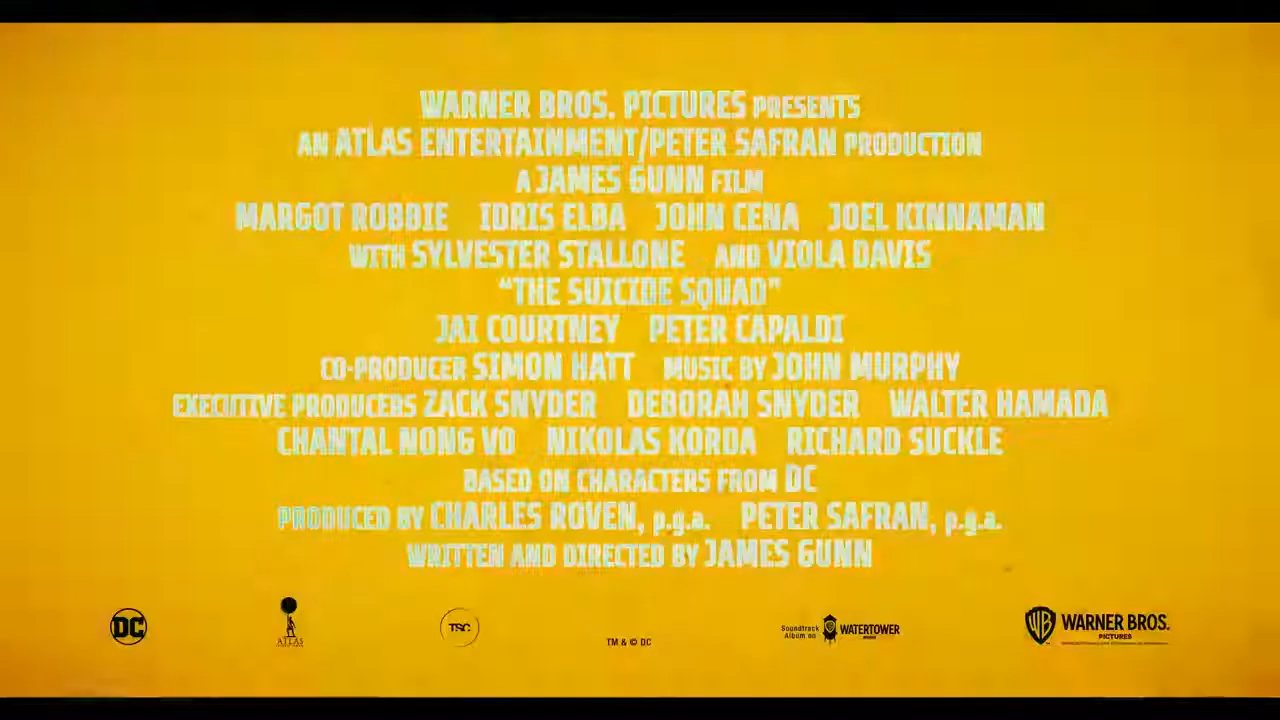 WARNER BROS. PICTURES PRESENTS
AN ATLAS ENTERTAINMENT/PETER SAFRAN PRODUCTION
A JAMES GUNN FILM
MARGOT ROBBIE IDRIS ELBA JOHN CENA JOEL KINNAMAN
WITH SYLVESTER STALLONE AND VIOLA DAVIS
“THE SUICIDE SQUAD”
JAI COURTNEY PETER CAPALDI
CO-PRODUCER SIMON HATT MUSIC BY JOHN MURPHY
EXECUTIVE PRODUCERS ZACK SNYDER DEBORAH SNYDER WALTER HAMADA
CHANTAL NONG VO NIKOLAS KORDA RICHARD SUCKLE
BASED ON CHARACTERS FROM DC
PRODUCED BY CHARLES ROVEN, p.g.a. PETER SAFRAN, p.g.a.
WRITTEN AND DIRECTED BY JAMES GUNN
DC
ATLAS
TSC
TM & © DC
Soundtrack
Album on
WATERTOWER
WB WARNER BROS.
PICTURES